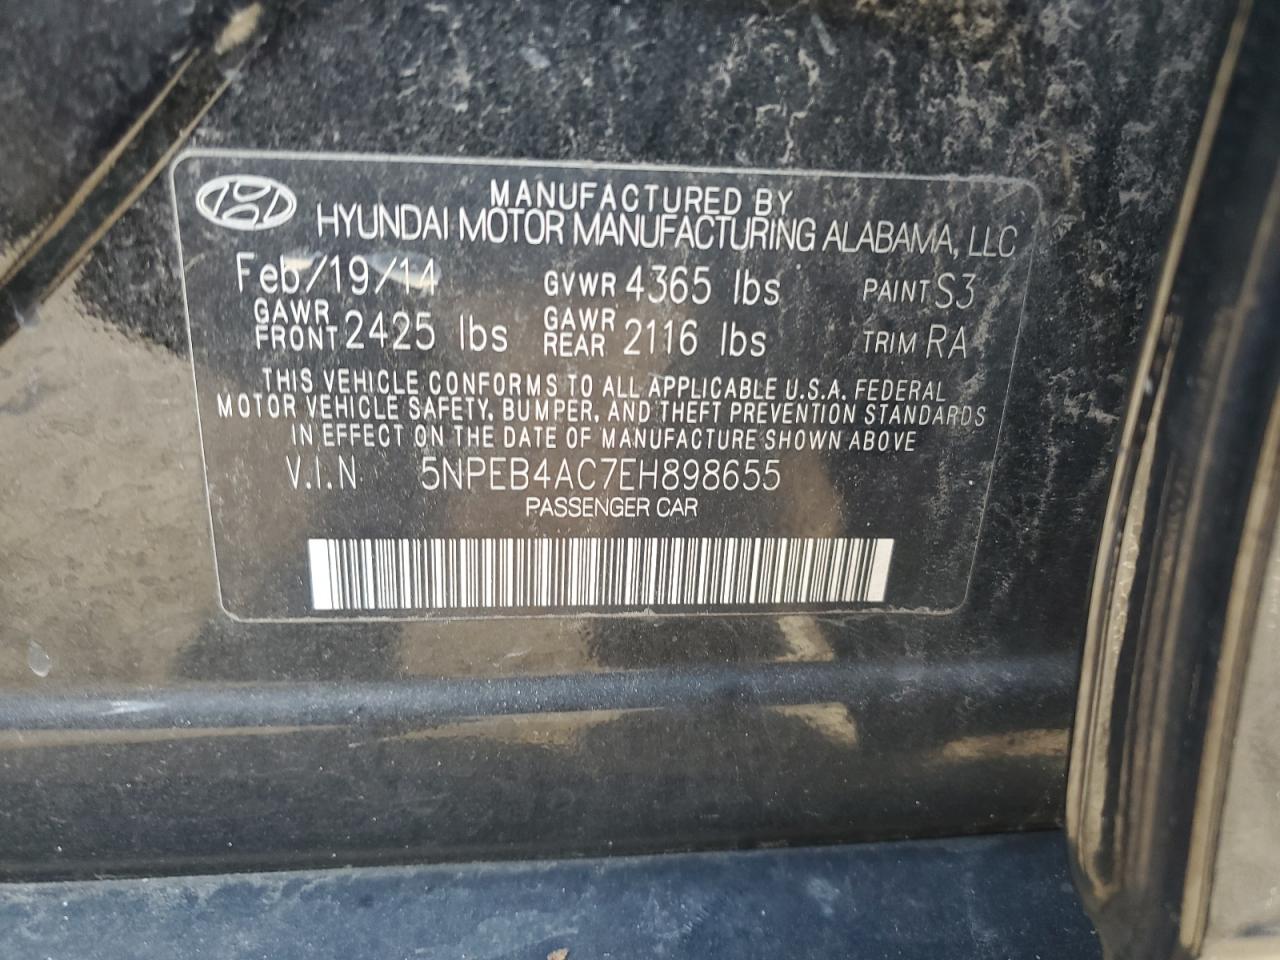 MANUFACTURED BY
HYUNDAI MOTOR MANUFACTURING ALABAMA, LLC
Feb/19/14 GVWR 4365 lbs PAINT S3
GAWR FRONT 2425 lbs GAWR REAR 2116 lbs TRIM RA
THIS VEHICLE CONFORMS TO ALL APPLICABLE U.S.A. FEDERAL
MOTOR VEHICLE SAFETY, BUMPER, AND THEFT PREVENTION STANDARDS
IN EFFECT ON THE DATE OF MANUFACTURE SHOWN ABOVE
V.I.N 5NPEB4AC7EH898655
PASSENGER CAR